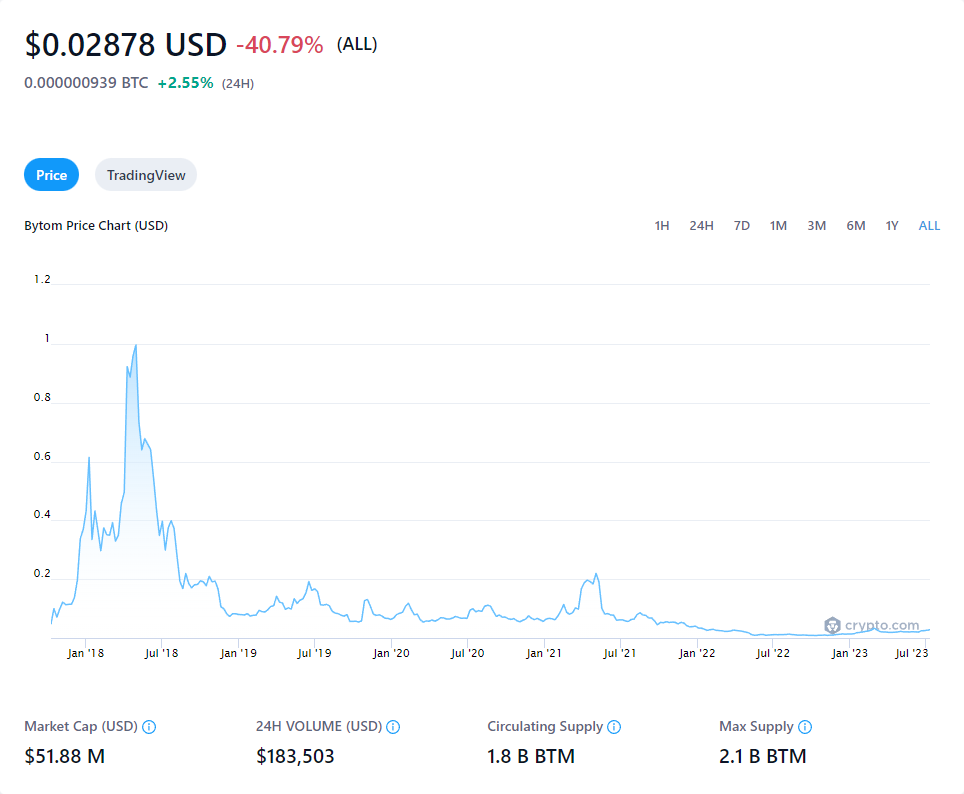 $0.02878 USD -40.79% (ALL)
0.000000939 BTC +2.55% (24H)
Price TradingView
Bytom Price Chart (USD) 1H 24H 7D 1M 3M 6M 1Y ALL
1.2
1
0.8
0.6
0.4
0.2
crypto.com
Jan '18 Jul '18 Jan '19 Jul '19 Jan '20 Jul '20 Jan '21 Jul '21 Jan '22 Jul '22 Jan '23 Jul '23
Market Cap (USD) 24H VOLUME (USD) Circulating Supply Max Supply
$51.88 M $183,503 1.8 B BTM 2.1 B BTM